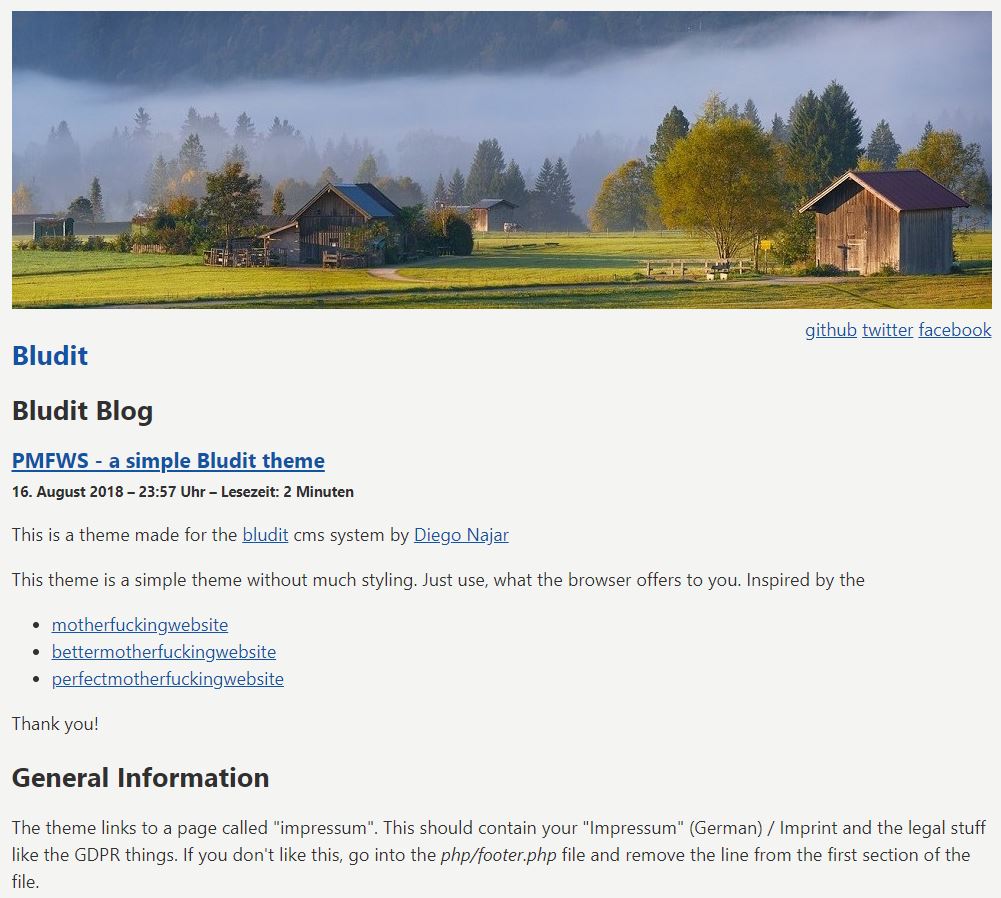 github twitter facebook
Bludit
Bludit Blog
PMFWS - a simple Bludit theme
16. August 2018 – 23:57 Uhr – Lesezeit: 2 Minuten
This is a theme made for the bludit cms system by Diego Najar
This theme is a simple theme without much styling. Just use, what the browser offers to you. Inspired by the
motherfuckingwebsite
bettermotherfuckingwebsite
perfectmotherfuckingwebsite
Thank you!
General Information
The theme links to a page called "impressum". This should contain your "Impressum" (German) / Imprint and the legal stuff
like the GDPR things. If you don't like this, go into the php/footer.php file and remove the line from the first section of the
file.